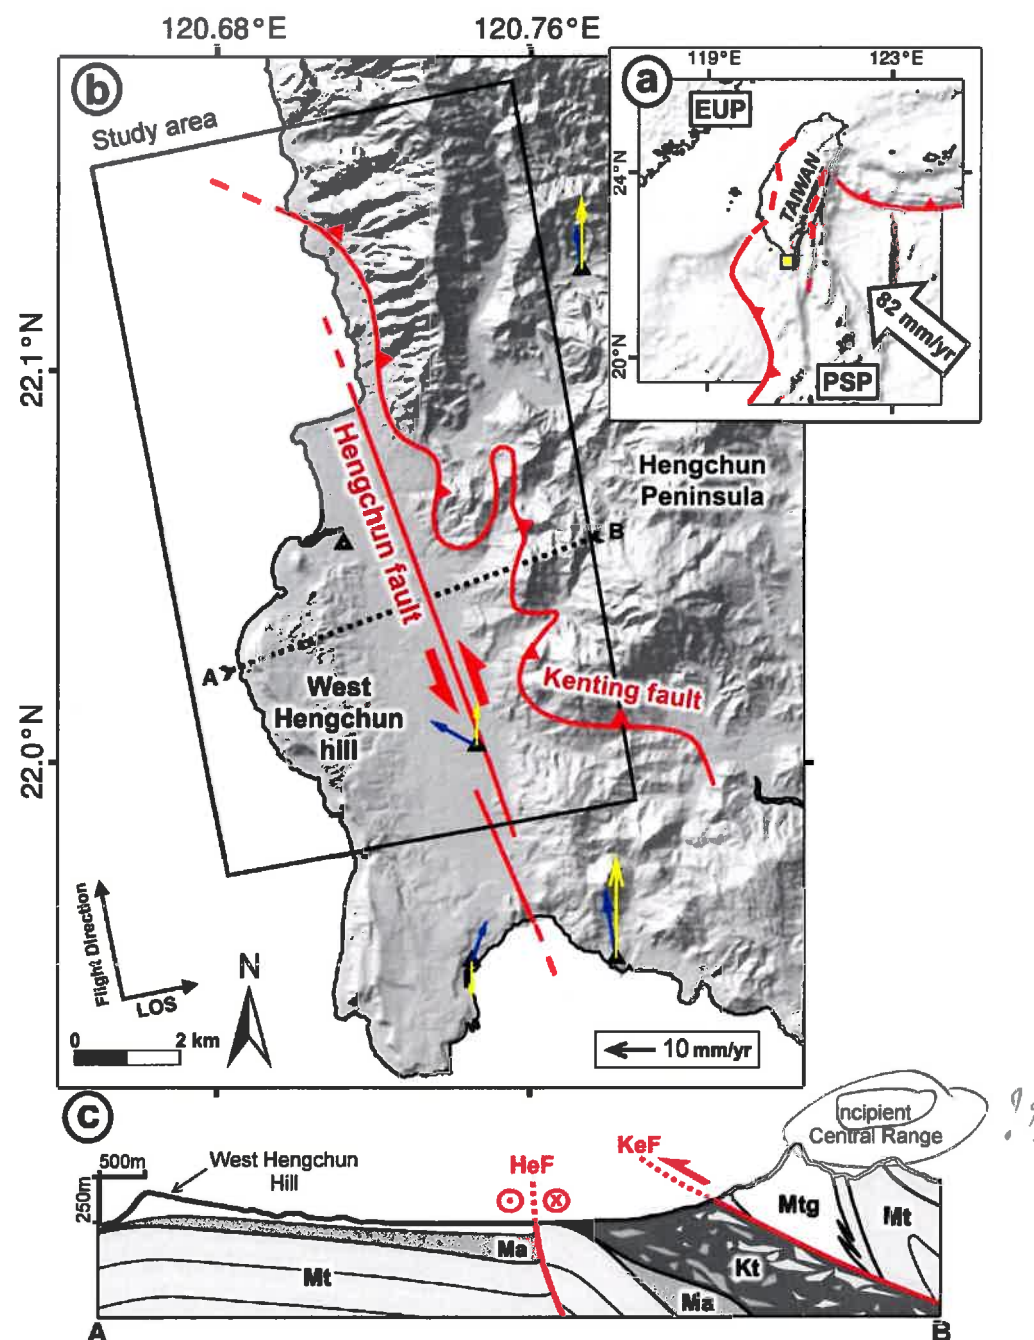 120.68°E
120.76°E
b
Study area
22.1°N
22.0°N
Hengchun fault
Hengchun
Peninsula
B
A
West
Hengchun
hill
Kenting fault
Flight Direction
LOS
N
0
2 km
10 mm/yr
a
119°E
123°E
EUP
24°N
TAIWAN
82 mm/yr
20°N
PSP
c
500m
250m
West Hengchun
Hill
HeF
KeF
ncipient
Central Range
Mtg
Mt
Ma
Kt
Mt
Ma
A
B